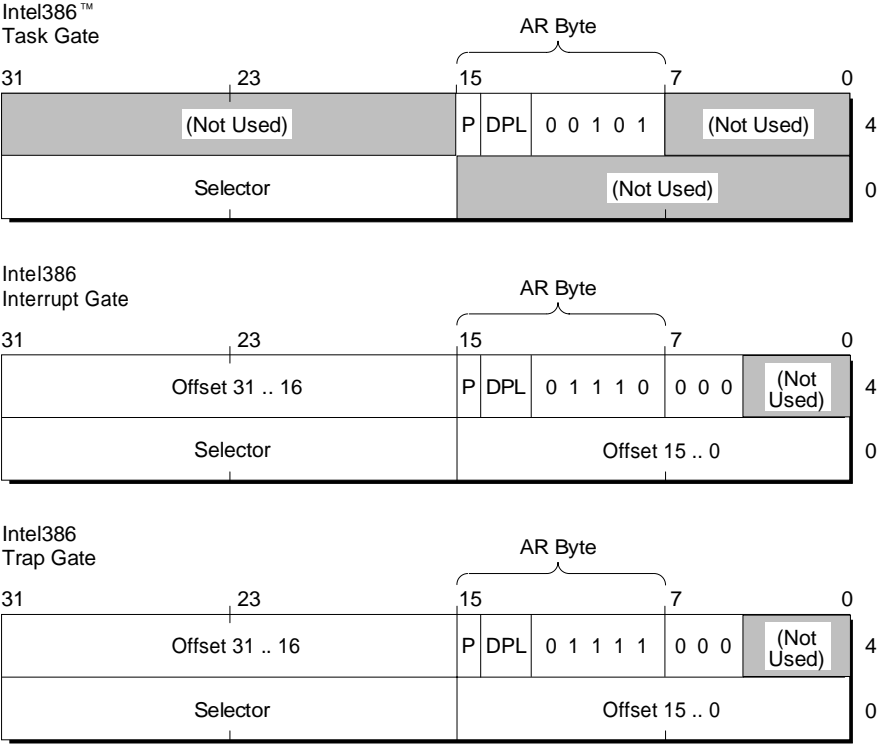 Intel386™
Task Gate
AR Byte
31 23 15 7 0
(Not Used) P DPL 0 0 1 0 1 (Not Used) 4
Selector (Not Used) 0
Intel386
Interrupt Gate
AR Byte
31 23 15 7 0
Offset 31 .. 16 P DPL 0 1 1 1 0 0 0 0 (Not
Used) 4
Selector Offset 15 .. 0 0
Intel386
Trap Gate
AR Byte
31 23 15 7 0
Offset 31 .. 16 P DPL 0 1 1 1 1 0 0 0 (Not
Used) 4
Selector Offset 15 .. 0 0